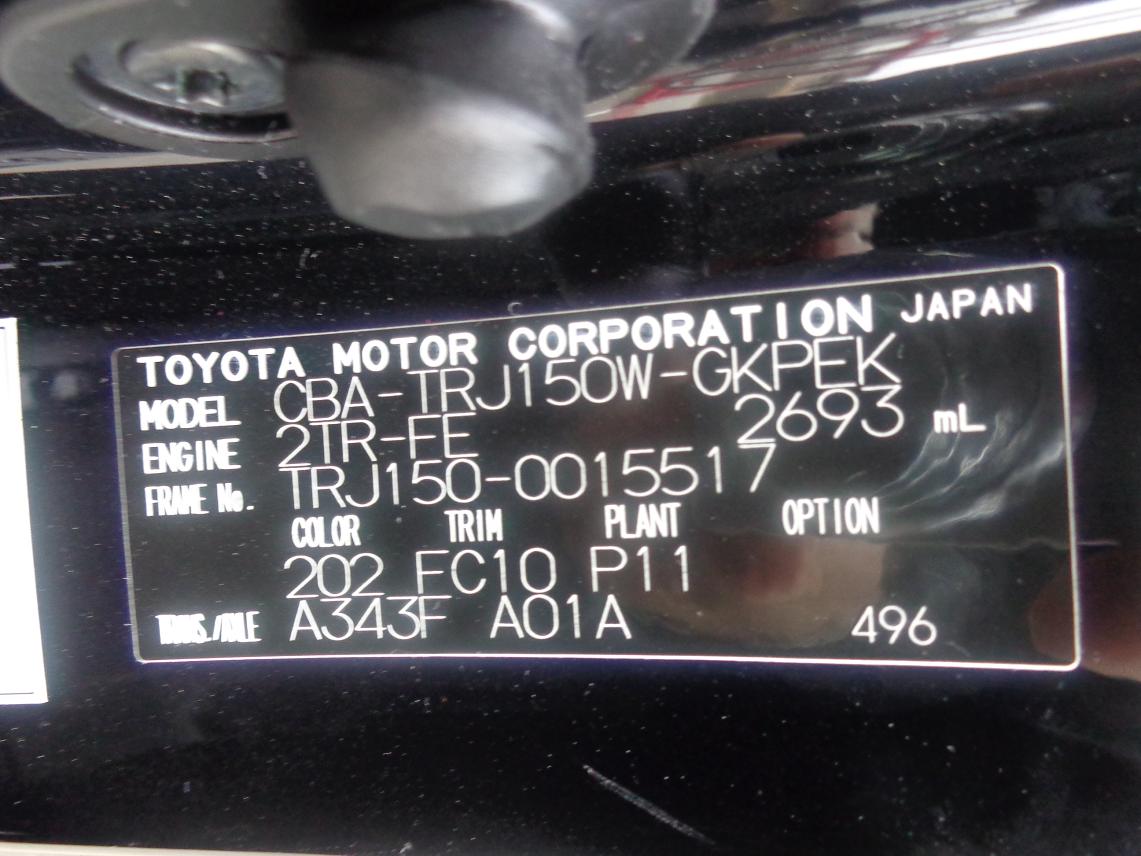 TOYOTA MOTOR CORPORATION JAPAN
MODEL CBA-TRJ150W-GKPEK
ENGINE 2TR-FE 2693 mL
FRAME No. TRJ150-0015517
COLOR TRIM PLANT OPTION
202 FC10 P11
TRANS./AXLE A343F A01A 496